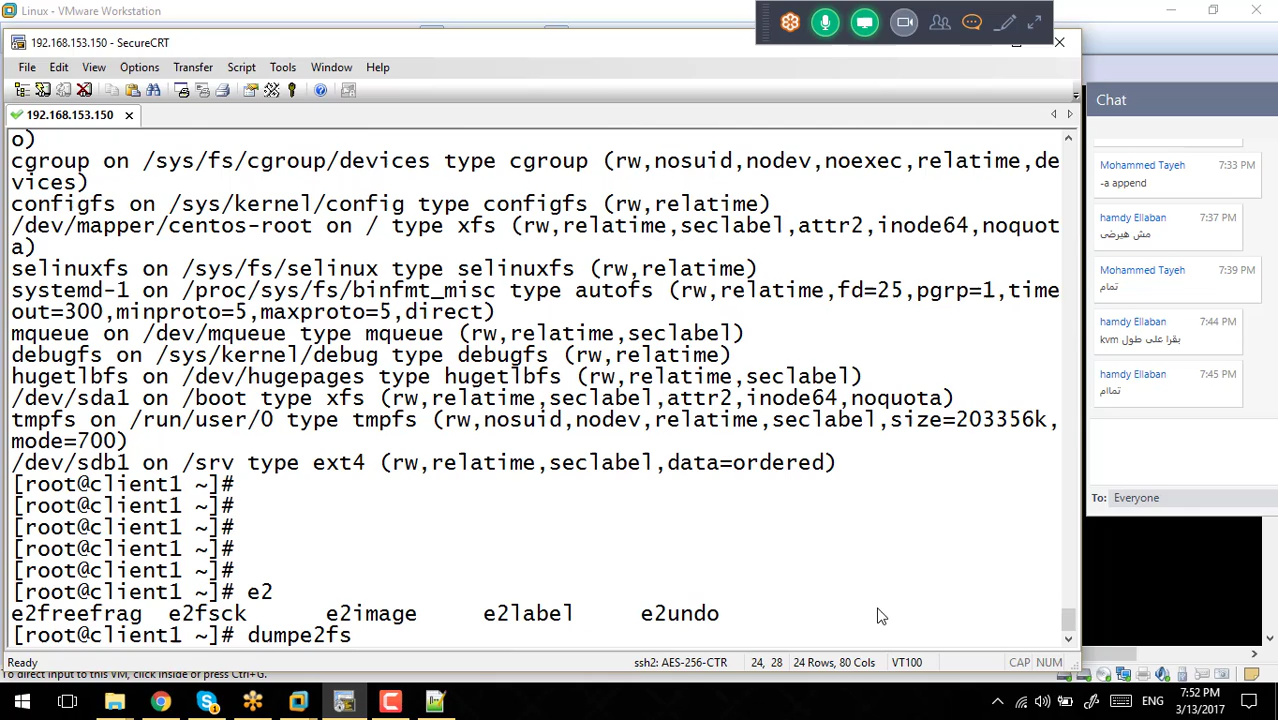 Linux - VMware Workstation
192.168.153.150 - SecureCRT
File Edit View Options Transfer Script Tools Window Help
192.168.153.150
o)
cgroup on /sys/fs/cgroup/devices type cgroup (rw,nosuid,nodev,noexec,relatime,de
vices)
configfs on /sys/kernel/config type configfs (rw,relatime)
/dev/mapper/centos-root on / type xfs (rw,relatime,seclabel,attr2,inode64,noquot
a)
selinuxfs on /sys/fs/selinux type selinuxfs (rw,relatime)
systemd-1 on /proc/sys/fs/binfmt_misc type autofs (rw,relatime,fd=25,pgrp=1,time
out=300,minproto=5,maxproto=5,direct)
mqueue on /dev/mqueue type mqueue (rw,relatime,seclabel)
debugfs on /sys/kernel/debug type debugfs (rw,relatime)
hugetlbfs on /dev/hugepages type hugetlbfs (rw,relatime,seclabel)
/dev/sda1 on /boot type xfs (rw,relatime,seclabel,attr2,inode64,noquota)
tmpfs on /run/user/0 type tmpfs (rw,nosuid,nodev,relatime,seclabel,size=203356k,
mode=700)
/dev/sdb1 on /srv type ext4 (rw,relatime,seclabel,data=ordered)
[root@client1 ~]#
[root@client1 ~]#
[root@client1 ~]#
[root@client1 ~]#
[root@client1 ~]#
[root@client1 ~]# e2
e2freefrag e2fsck e2image e2label e2undo
[root@client1 ~]# dumpe2fs
Ready ssh2: AES-256-CTR 24, 28 24 Rows, 80 Cols VT100 CAP NUM
Chat
Mohammed Tayeh 7:33 PM
-a append
hamdy Ellaban 7:37 PM
مش هيرضى
Mohammed Tayeh 7:39 PM
تمام
hamdy Ellaban 7:44 PM
بقرا على طول kvm
hamdy Ellaban 7:45 PM
تماام
To: Everyone
To direct input to this VM, click inside or press Ctrl+G.
ENG
7:52 PM
3/13/2017